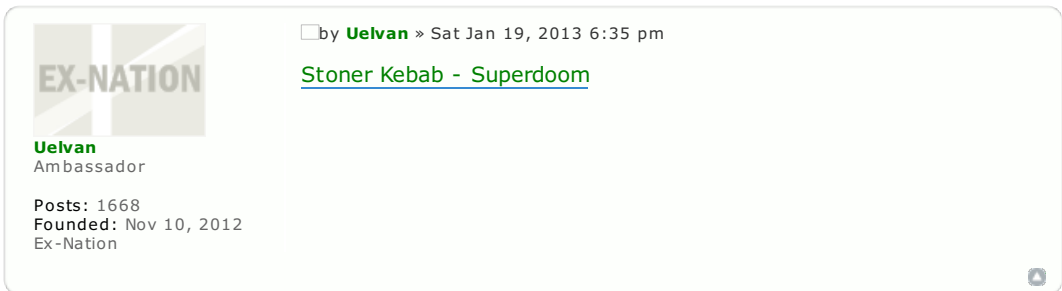 EX-NATION
Uelvan
Ambassador
Posts: 1668
Founded: Nov 10, 2012
Ex-Nation
by Uelvan » Sat Jan 19, 2013 6:35 pm
Stoner Kebab - Superdoom